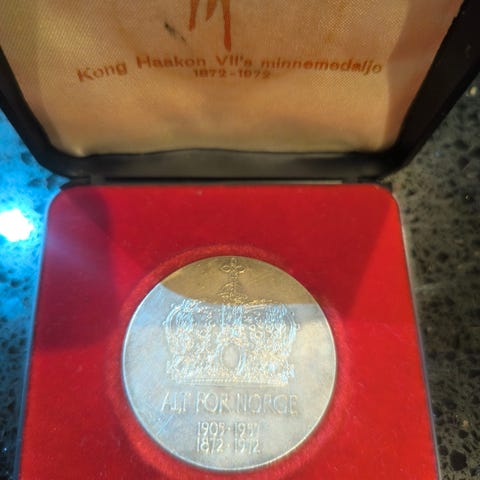 Kong Haakon VII's minnemedalje
1872-1972
ALT FOR NORGE
1905·1957
1872·1972